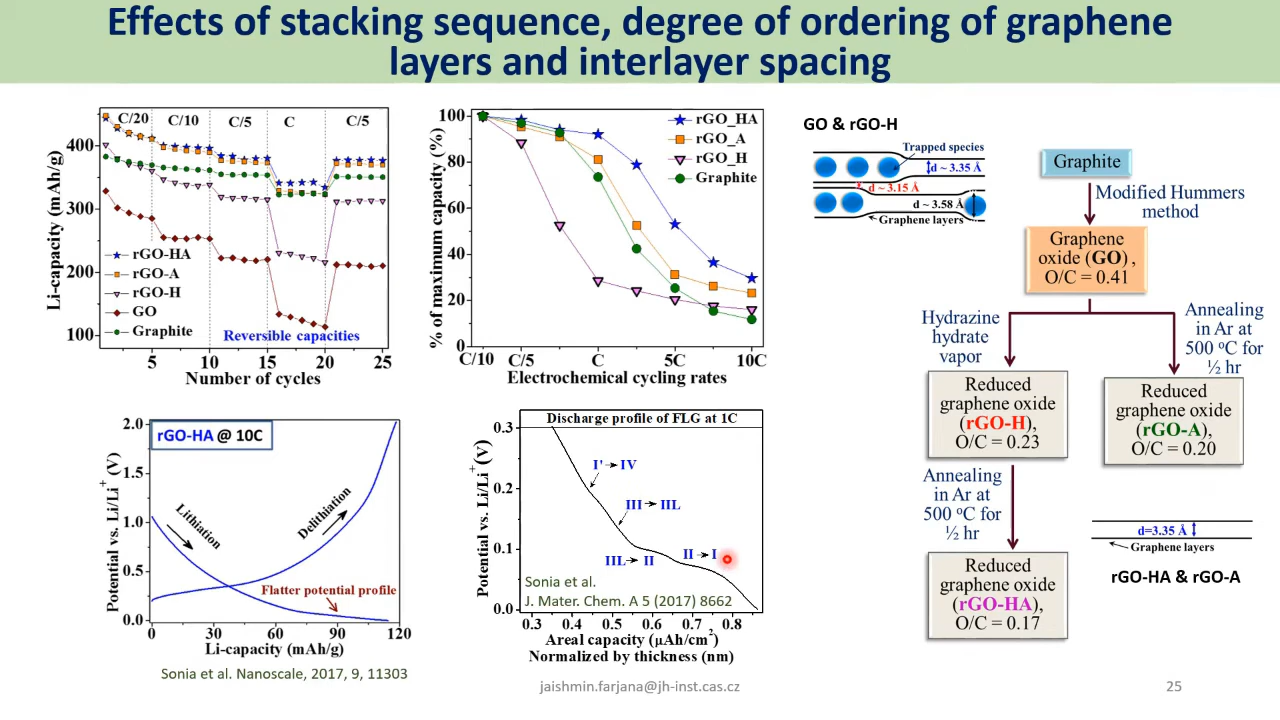 Effects of stacking sequence, degree of ordering of graphene
layers and interlayer spacing
C/20
C/10
C/5
C
C/5
400
300
200
100
Li-capacity (mAh/g)
rGO-HA
rGO-A
rGO-H
GO
Graphite
Reversible capacities
5
10
15
20
25
Number of cycles
100
80
60
40
20
0
% of maximum capacity (%)
rGO_HA
rGO_A
rGO_H
Graphite
C/10
C/5
C
5C
10C
Electrochemical cycling rates
2.0
1.5
1.0
0.5
0.0
Potential vs. Li/Li⁺ (V)
rGO-HA @ 10C
Lithiation
Delithiation
Flatter potential profile
0
30
60
90
120
Li-capacity (mAh/g)
Sonia et al. Nanoscale, 2017, 9, 11303
Discharge profile of FLG at 1C
0.3
0.2
0.1
0.0
Potential vs. Li/Li⁺(V)
I'→IV
III→IIL
IIL→II
II→I
Sonia et al.
J. Mater. Chem. A 5 (2017) 8662
0.3
0.4
0.5
0.6
0.7
0.8
Areal capacity (μAh/cm²)
Normalized by thickness (nm)
GO & rGO-H
Trapped species
d ~ 3.35 Å
d ~ 3.15 Å
d ~ 3.58 Å
Graphene layers
Graphite
Modified Hummers
method
Graphene
oxide (GO) ,
O/C = 0.41
Hydrazine
hydrate
vapor
Annealing
in Ar at
500 ºC for
½ hr
Reduced
graphene oxide
(rGO-H),
O/C = 0.23
Reduced
graphene oxide
(rGO-A),
O/C = 0.20
Annealing
in Ar at
500 ºC for
½ hr
Reduced
graphene oxide
(rGO-HA),
O/C = 0.17
d=3.35 Å
Graphene layers
rGO-HA & rGO-A
jaishmin.farjana@jh-inst.cas.cz
25